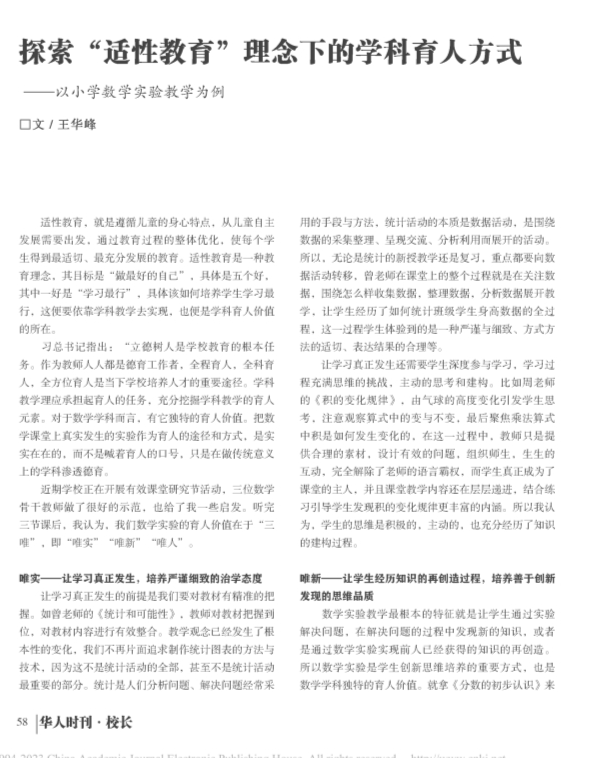 探索“适性教育”理念下的学科育人方式
——以小学数学实验教学为例
□文 / 王华峰
适性教育，就是遵循儿童的身心特点，从儿童自主
发展需要出发，通过教育过程的整体优化，使每个学
生得到最适切、最充分发展的教育。适性教育是一种教
育理念，其目标是“做最好的自己”，具体是五个好，
其中一好是“学习最行”，具体该如何培养学生学习最
行，这便要依靠学科教学去实现，也便是学科育人价值
的所在。
习总书记指出：“立德树人是学校教育的根本任
务。作为教师人人都是德育工作者，全程育人，全科育
人，全方位育人是当下学校培养人才的重要途径。学科
教学理应承担起育人的任务，充分挖掘学科教学的育人
元素。对于数学学科而言，有它独特的育人价值。把数
学课堂上真实发生的实验作为育人的途径和方式，是实
实在在的，而不是喊着育人的口号，只是在做传统意义
上的学科渗透德育。
近期学校正在开展有效课堂研究节活动，三位数学
骨干教师做了很好的示范，也给了我一些启发。听完
三节课后，我认为，我们数学实验的育人价值在于“三
唯”，即“唯实”“唯新”“唯人”。
唯实——让学习真正发生，培养严谨细致的治学态度
让学习真正发生的前提是我们要对教材有精准的把
握。如曾老师的《统计和可能性》，教师对教材把握到
位，对教材内容进行有效整合。教学观念已经发生了根
本性的变化，我们不再片面追求制作统计图表的方法与
技术，因为这不是统计活动的全部，甚至不是统计活动
最重要的部分。统计是人们分析问题、解决问题经常采
用的手段与方法，统计活动的本质是数据活动，是围绕
数据的采集整理、呈现交流、分析利用而展开的活动。
所以，无论是统计的新授教学还是复习，重点都要向数
据活动转移，曾老师在课堂上的整个过程就是在关注数
据，围绕怎么样收集数据，整理数据，分析数据展开教
学，让学生经历了如何统计班级学生身高数据的全过
程，这一过程学生体验到的是一种严谨与细致、方式方
法的适切、表达结果的合理等。
让学习真正发生还需要学生深度参与学习，学习过
程充满思维的挑战，主动的思考和建构。比如周老师
的《积的变化规律》，由气球的高度变化引发学生思
考，注意观察算式中的变与不变，最后聚焦乘法算式
中积是如何发生变化的，在这一过程中，教师只是提
供合理的素材，设计有效的问题，组织师生，生生的
互动，完全解除了老师的语言霸权，而学生真正成为了
课堂的主人，并且课堂教学内容还在层层递进，结合练
习引导学生发现积的变化规律更丰富的内涵。所以我认
为，学生的思维是积极的，主动的，也充分经历了知识
的建构过程。
唯新——让学生经历知识的再创造过程，培养善于创新
发现的思维品质
数学实验教学最根本的特征就是让学生通过实验
解决问题，在解决问题的过程中发现新的知识，或者
是通过数学实验实现前人已经获得的知识的再创造。
所以数学实验是学生创新思维培养的重要方式，也是
数学学科独特的育人价值。就拿《分数的初步认识》来
58 华人时刊·校长